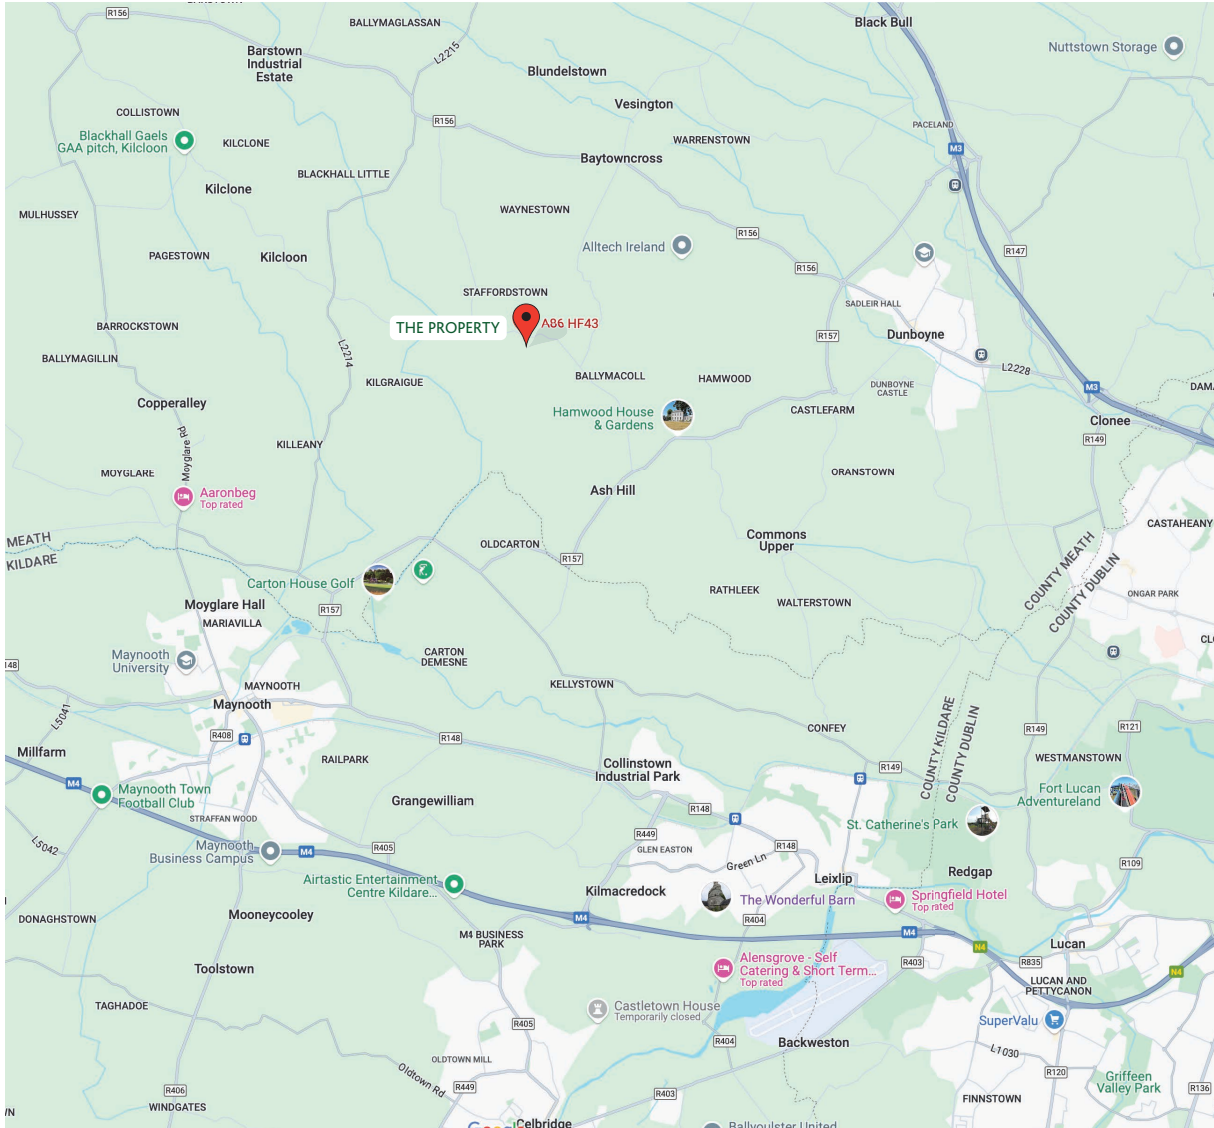 R156
BALLYMAGLASSAN
Black Bull
Nuttstown Storage
Barstown
Industrial
Estate
L2215
Blundelstown
Vesington
COLLISTOWN
R156
PACELAND
Blackhall Gaels
GAA pitch, Kilcloon
KILCLONE
WARRENSTOWN
M3
Baytowncross
BLACKHALL LITTLE
Kilclone
MULHUSSEY
WAYNESTOWN
R156
Alltech Ireland
R147
PAGESTOWN
Kilcloon
R156
STAFFORDSTOWN
SADLEIR HALL
THE PROPERTY
A86 HF43
BARROCKSTOWN
R157
Dunboyne
L2214
BALLYMAGILLIN
L2228
KILGRAIGUE
BALLYMACOLL
HAMWOOD
DUNBOYNE
CASTLE
M3
Copperalley
Hamwood House
& Gardens
CASTLEFARM
Clonee
R149
Moyglare Rd
KILLEANY
MOYGLARE
ORANSTOWN
Aaronbeg
Top rated
Ash Hill
CASTAHEANY
MEATH
KILDARE
OLDCARTON
Commons
Upper
R157
COUNTY MEATH
COUNTY DUBLIN
Carton House Golf
RATHLEEK
WALTERSTOWN
ONGAR PARK
Moyglare Hall
MARIAVILLA
R157
Maynooth
University
CARTON
DEMESNE
148
MAYNOOTH
KELLYSTOWN
Maynooth
L5041
COUNTY KILDARE
COUNTY DUBLIN
CONFEY
R149
R121
R408
R148
Millfarm
RAILPARK
Collinstown
Industrial Park
WESTMANSTOWN
R149
M4
Maynooth Town
Football Club
Grangewilliam
Fort Lucan
Adventureland
R148
STRAFFAN WOOD
St. Catherine's Park
L5042
R449
Maynooth
Business Campus
M4
R405
GLEN EASTON
Green Ln
R148
R109
Airtastic Entertainment
Centre Kildare...
Kilmacredock
Leixlip
Redgap
The Wonderful Barn
Springfield Hotel
Top rated
DONAGHSTOWN
Mooneycooley
M4
R404
M4 BUSINESS
PARK
M4
N4
Lucan
Toolstown
Alensgrove - Self
Catering & Short Term...
Top rated
R403
R835
N4
LUCAN AND
PETTYCANON
TAGHADOE
Castletown House
Temporarily closed
SuperValu
R405
R404
Backweston
OLDTOWN MILL
L1030
Oldtown Rd
R449
R120
Griffeen
Valley Park
R406
R403
R136
WINDGATES
FINNSTOWN
Celbridge
Ballyoulster United